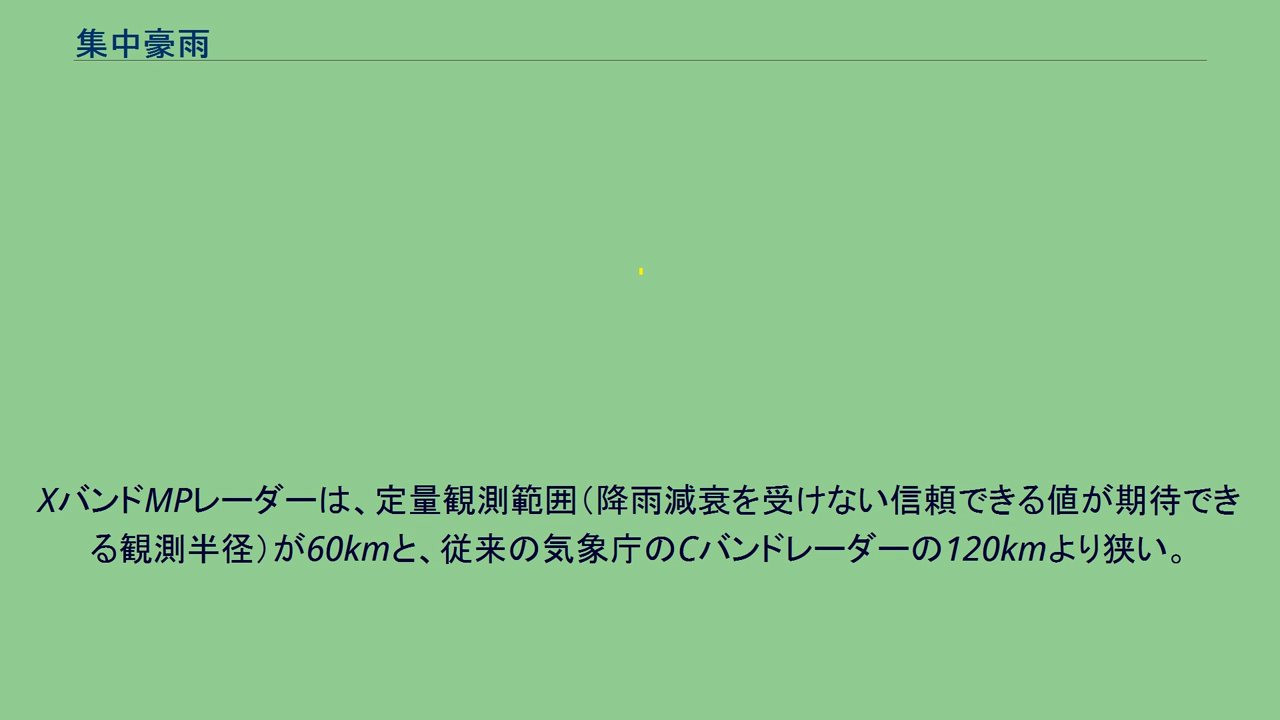 集中豪雨
XバンドMPレーダーは、定量観測範囲（降雨減衰を受けない信頼できる値が期待でき
る観測半径）が60kmと、従来の気象庁のCバンドレーダーの120kmより狭い。